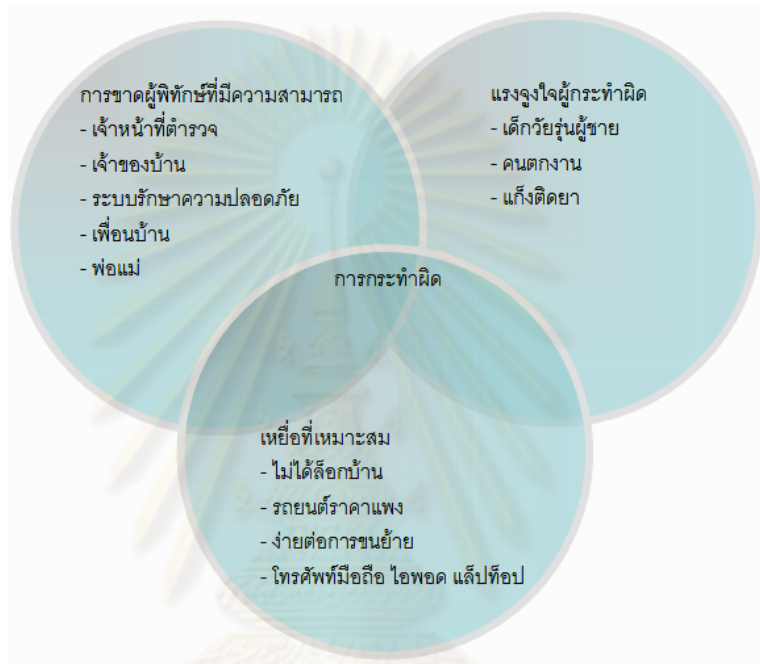 การขาดผู้พิทักษ์ที่มีความสามารถ
- เจ้าหน้าที่ตำรวจ
- เจ้าของบ้าน
- ระบบรักษาความปลอดภัย
- เพื่อนบ้าน
- พ่อแม่
แรงจูงใจผู้กระทำผิด
- เด็กวัยรุ่นผู้ชาย
- คนตกงาน
- แก็งติดยา
การกระทำผิด
เหยื่อที่เหมาะสม
- ไม่ได้ล็อกบ้าน
- รถยนต์ราคาแพง
- ง่ายต่อการขนย้าย
- โทรศัพท์มือถือ ไอพอด แล็ปท็อป